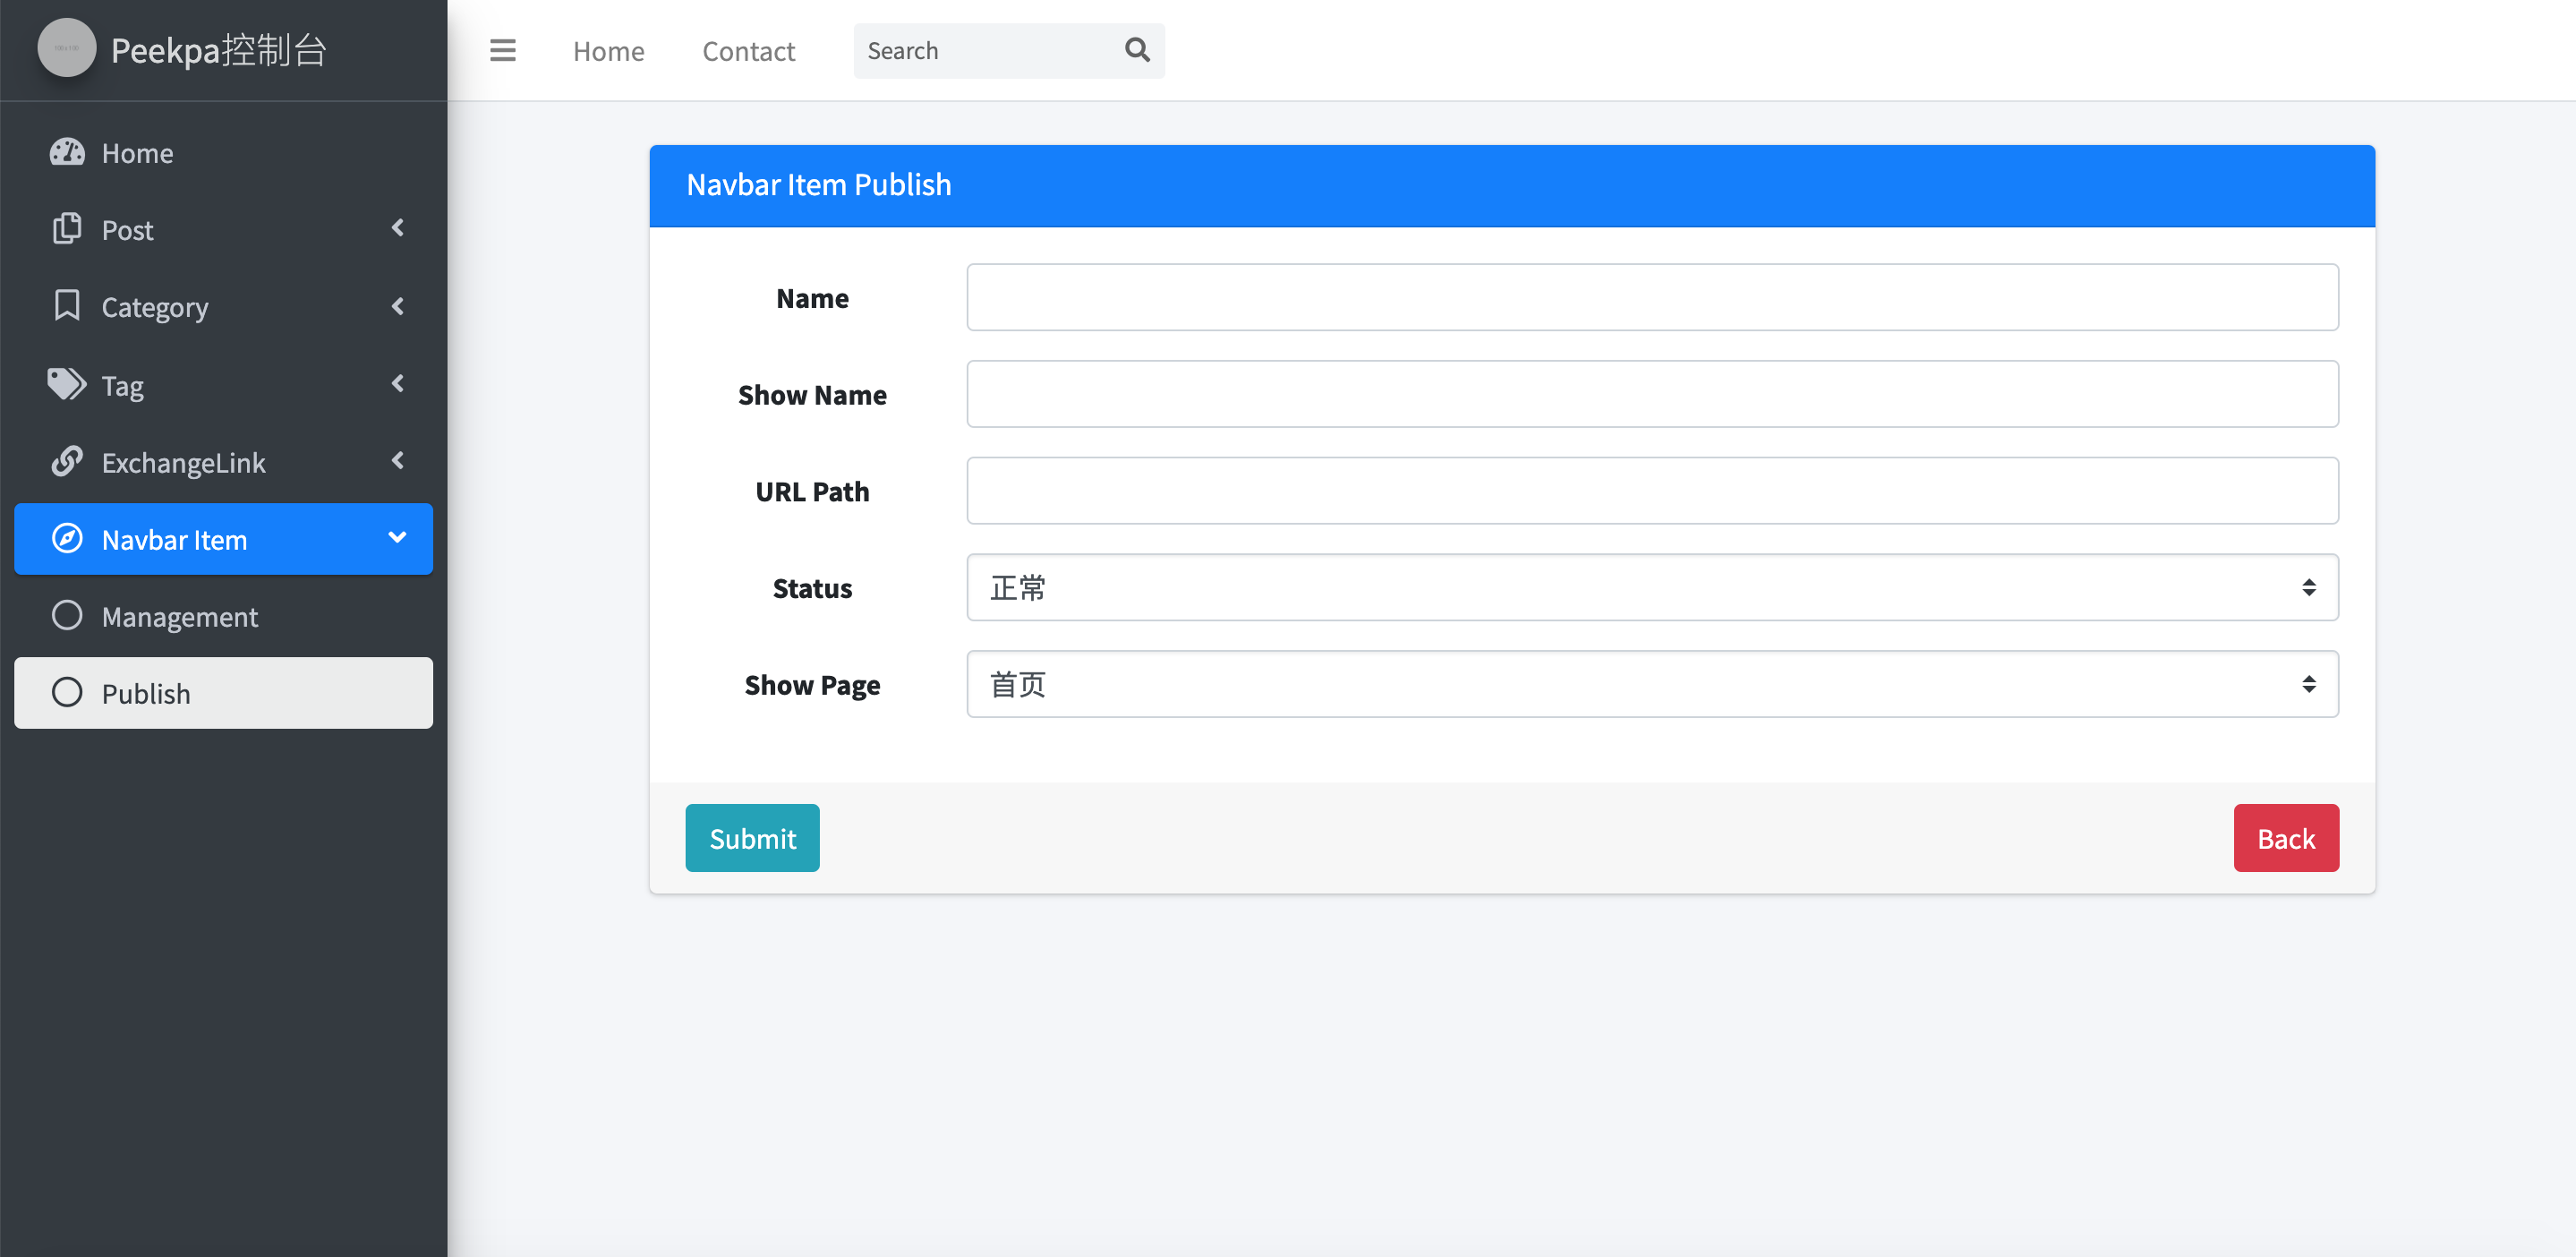 Peekpa控制台
Home
Contact
Search
Home
Post
Category
Tag
ExchangeLink
Navbar Item
Management
Publish
Navbar Item Publish
Name
Show Name
URL Path
Status
正常
Show Page
首页
Submit
Back